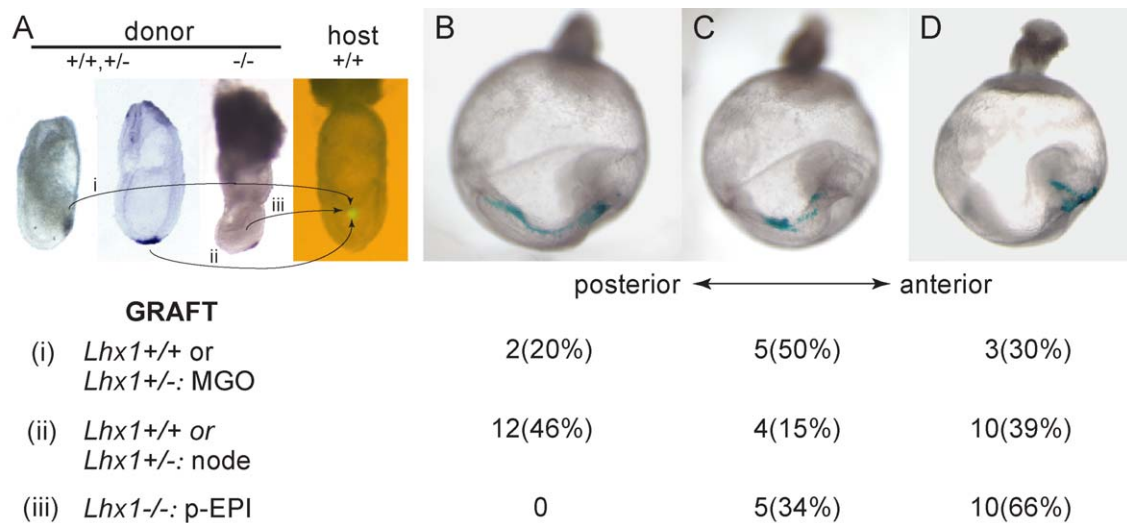 A
donor
host
+/+,+/-
-/-
+/+
i
ii
iii
B
C
D
posterior
anterior
GRAFT
(i) Lhx1+/+ or
Lhx1+/-: MGO
2(20%) 5(50%) 3(30%)
(ii) Lhx1+/+ or
Lhx1+/-: node
12(46%) 4(15%) 10(39%)
(iii) Lhx1-/-: p-EPI 0 5(34%) 10(66%)